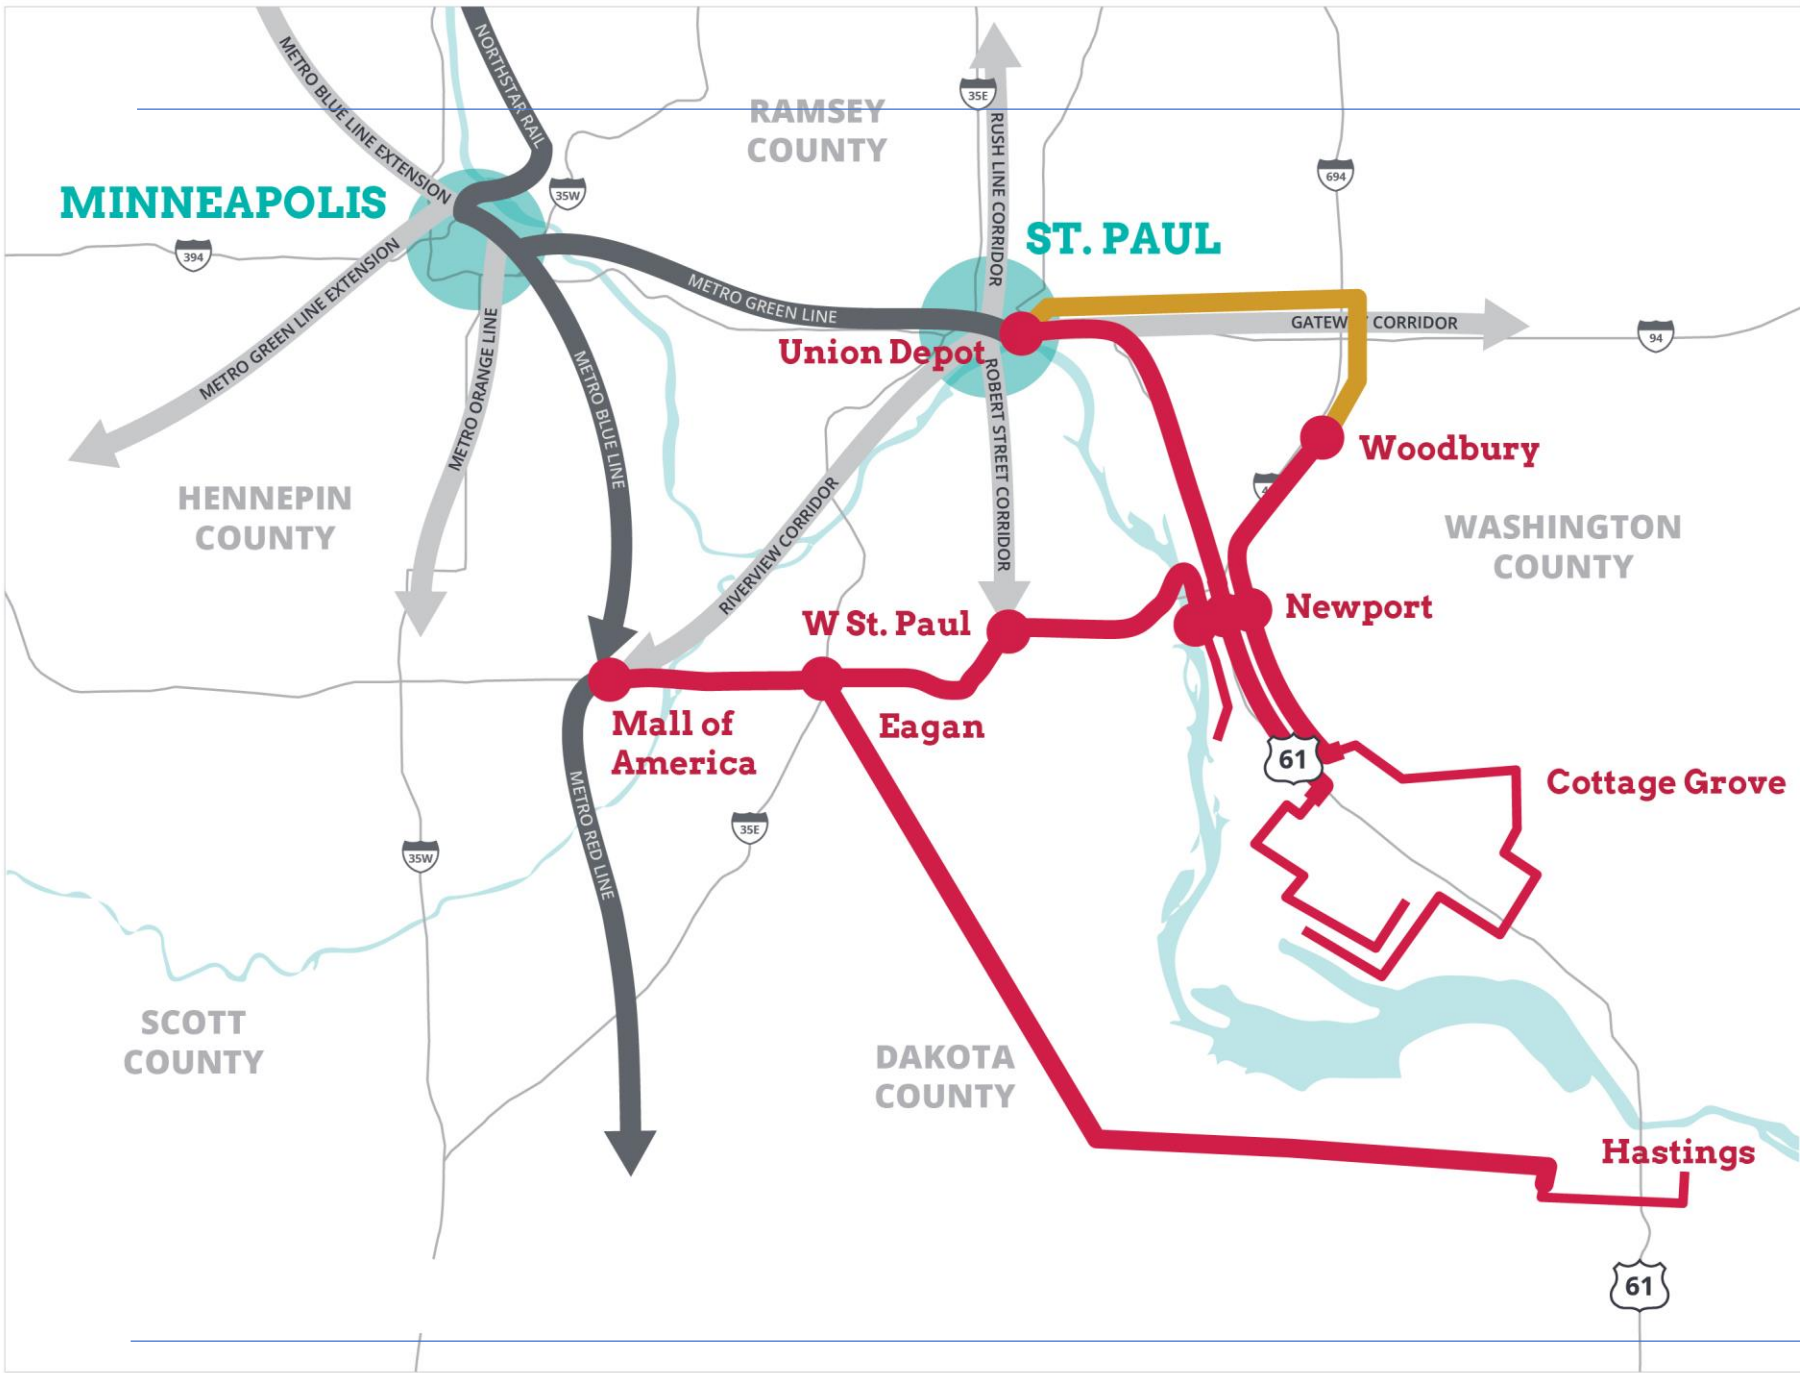 NORTHSTAR RAIL
METRO BLUE LINE EXTENSION
35E
RAMSEY
COUNTY
RUSH LINE CORRIDOR
694
35W
MINNEAPOLIS
ST. PAUL
394
METRO GREEN LINE EXTENSION
METRO GREEN LINE
METRO ORANGE LINE
METRO BLUE LINE
Union Depot
GATEW CORRIDOR
94
ROBERT STREET CORRIDOR
Woodbury
RIVERVIEW CORRIDOR
HENNEPIN
COUNTY
WASHINGTON
COUNTY
W St. Paul
Newport
Mall of
America
Eagan
61
Cottage Grove
METRO RED LINE
35E
35W
SCOTT
COUNTY
DAKOTA
COUNTY
Hastings
61